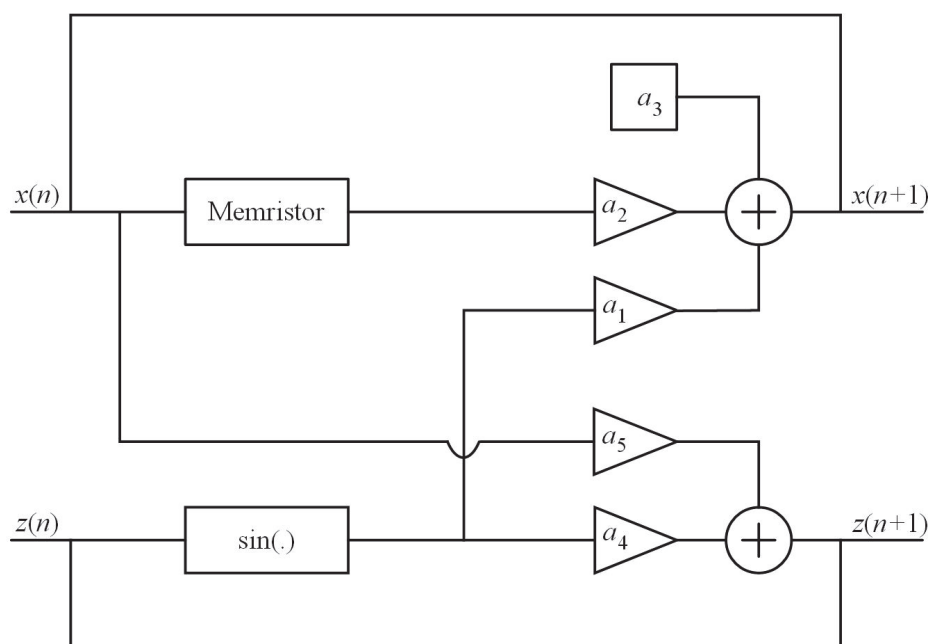 a₃
x(n)
Memristor
a₂
x(n+1)
a₁
a₅
z(n)
sin(.)
a₄
z(n+1)